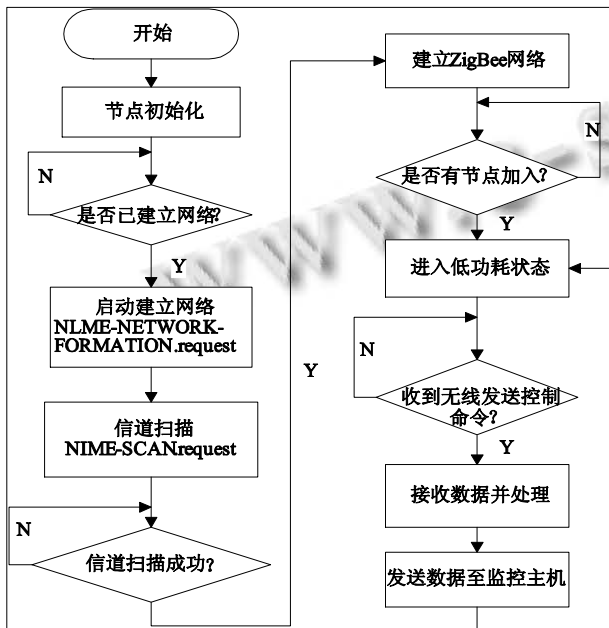 开始
节点初始化
N
是否已建立网络?
Y
启动建立网络
NLME-NETWORK-
FORMATION.request
信道扫描
NIME-SCAN.request
N
信道扫描成功?
Y
建立ZigBee网络
N
是否有节点加入?
Y
进入低功耗状态
N
收到无线发送控制
命令?
Y
接收数据并处理
发送数据至监控主机
www.